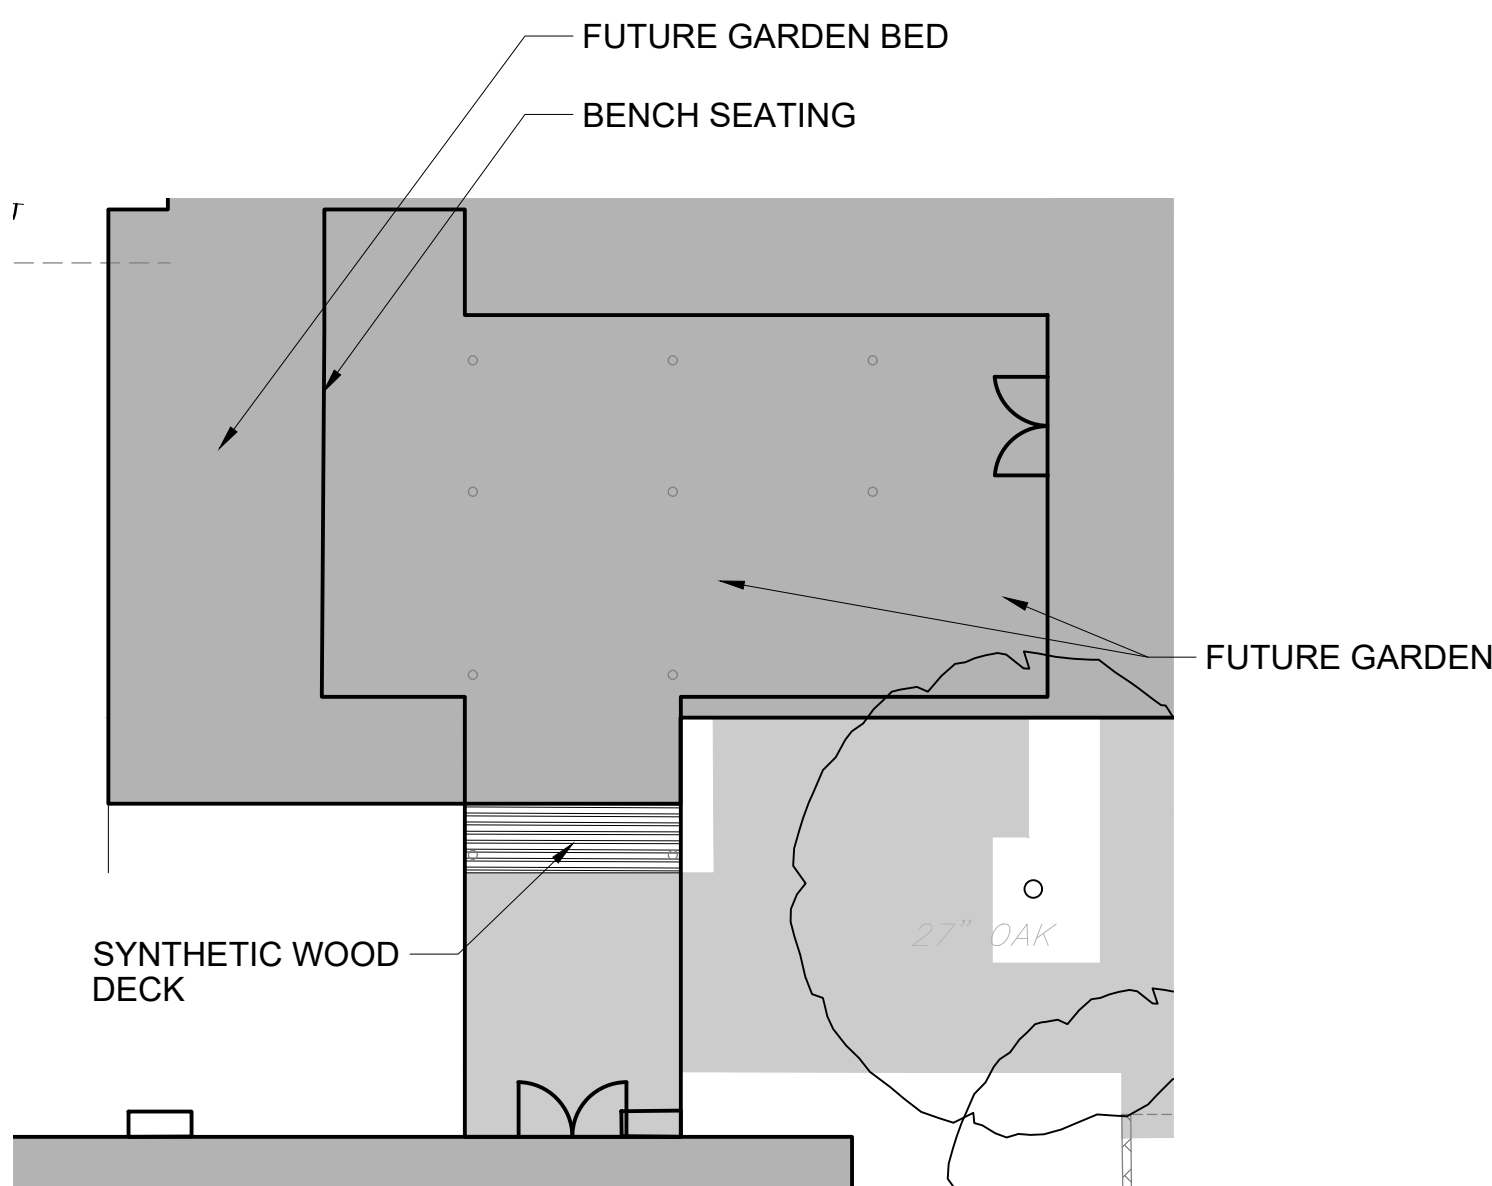 FUTURE GARDEN BED
BENCH SEATING
FUTURE GARDEN
SYNTHETIC WOOD
DECK
27” OAK